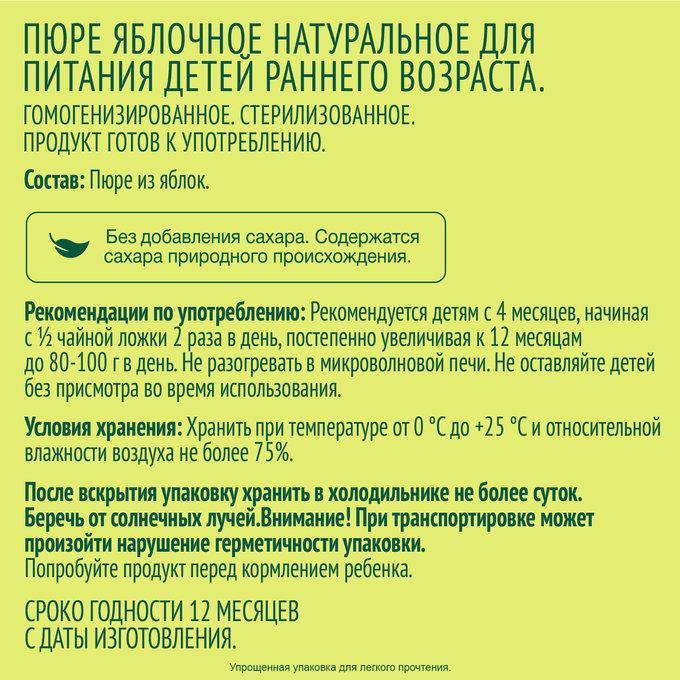 ПЮРЕ ЯБЛОЧНОЕ НАТУРАЛЬНОЕ ДЛЯ
ПИТАНИЯ ДЕТЕЙ РАННЕГО ВОЗРАСТА.
ГОМОГЕНИЗИРОВАННОЕ. СТЕРИЛИЗОВАННОЕ.
ПРОДУКТ ГОТОВ К УПОТРЕБЛЕНИЮ.
Состав: Пюре из яблок.
Без добавления сахара. Содержатся
сахара природного происхождения.
Рекомендации по употреблению: Рекомендуется детям с 4 месяцев, начиная
с ½ чайной ложки 2 раза в день, постепенно увеличивая к 12 месяцам
до 80-100 г в день. Не разогревать в микроволновой печи. Не оставляйте детей
без присмотра во время использования.
Условия хранения: Хранить при температуре от 0 °С до +25 °С и относительной
влажности воздуха не более 75%.
После вскрытия упаковку хранить в холодильнике не более суток.
Беречь от солнечных лучей.Внимание! При транспортировке может
произойти нарушение герметичности упаковки.
Попробуйте продукт перед кормлением ребенка.
СРОКО ГОДНОСТИ 12 МЕСЯЦЕВ
С ДАТЫ ИЗГОТОВЛЕНИЯ.
Упрощенная упаковка для легкого прочтения.